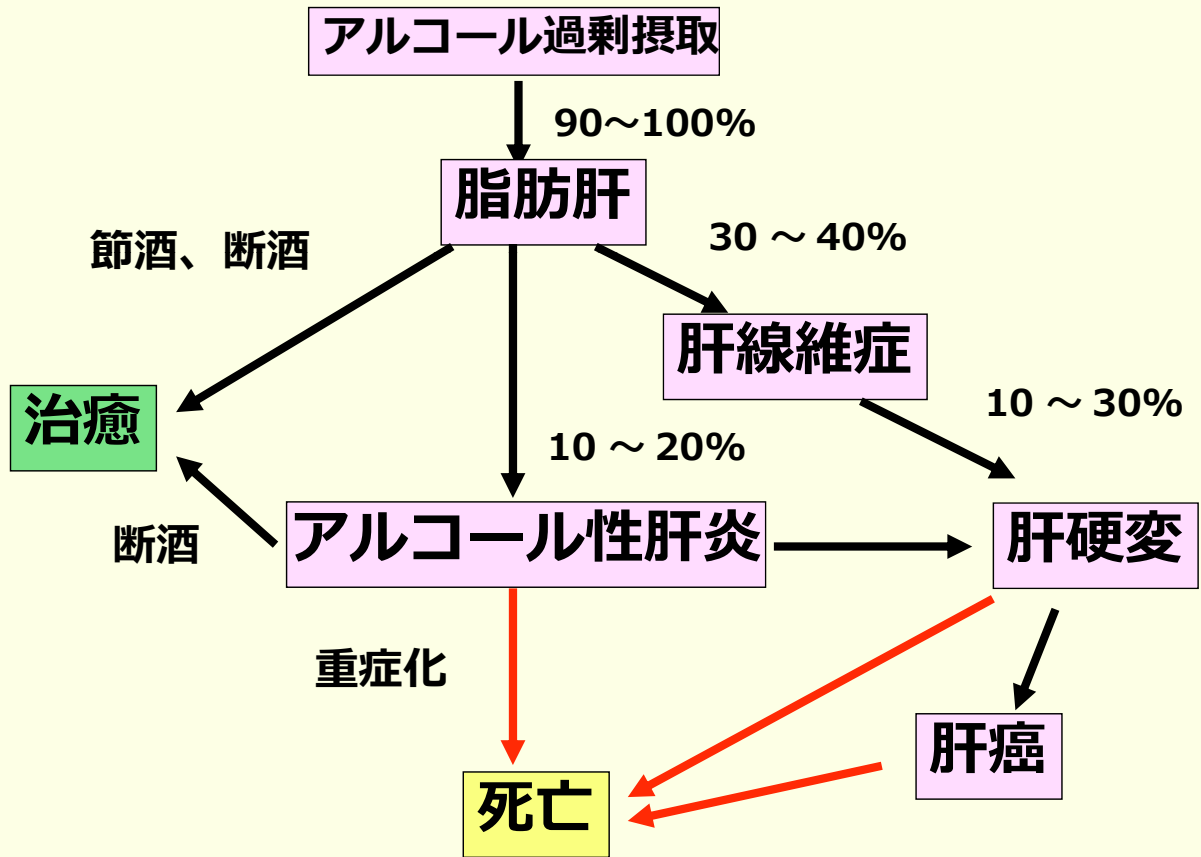 アルコール過剰摂取
90～100%
脂肪肝
節酒、断酒
30 ～ 40%
肝線維症
治癒
10 ～ 30%
10 ～ 20%
断酒
アルコール性肝炎
肝硬変
重症化
肝癌
死亡